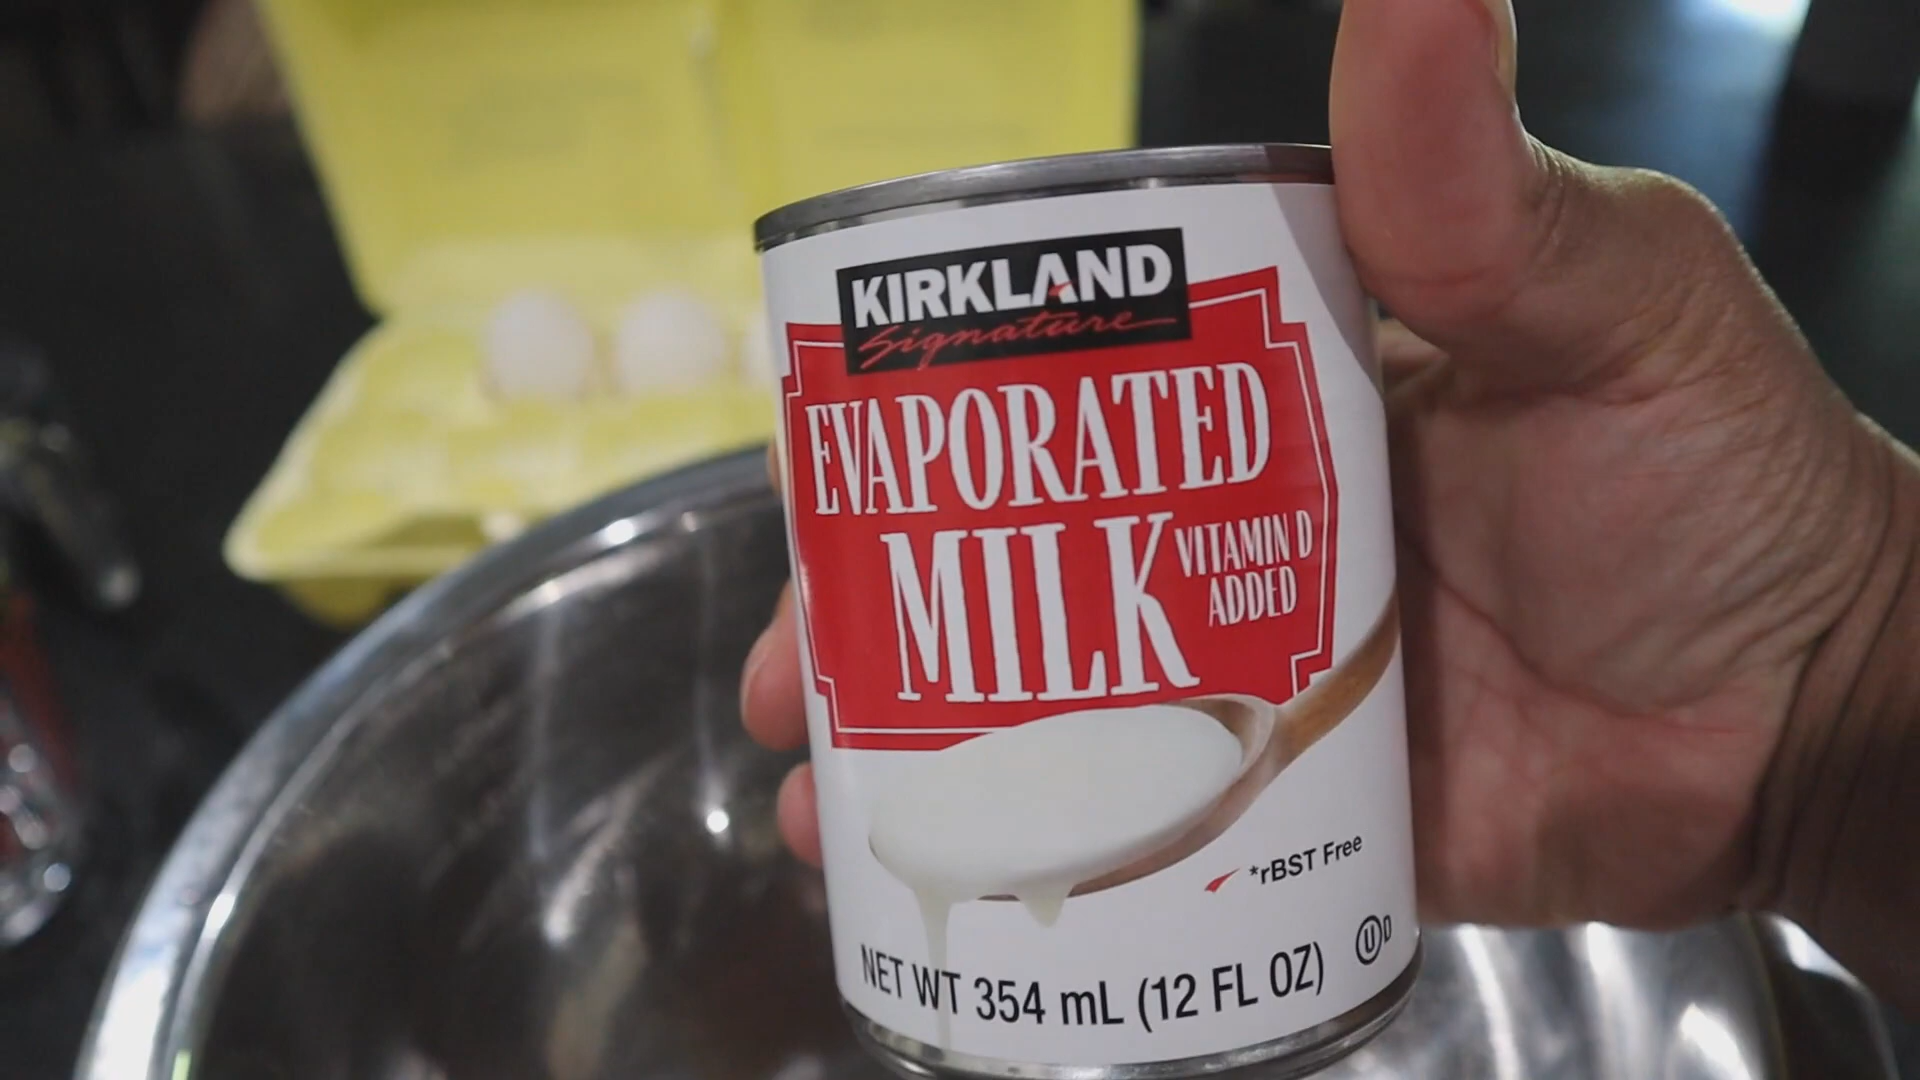 KIRKLAND
Signature
EVAPORATED
MILK
VITAMIN D
ADDED
*rBST Free
NET WT 354 mL (12 FL OZ)
U D